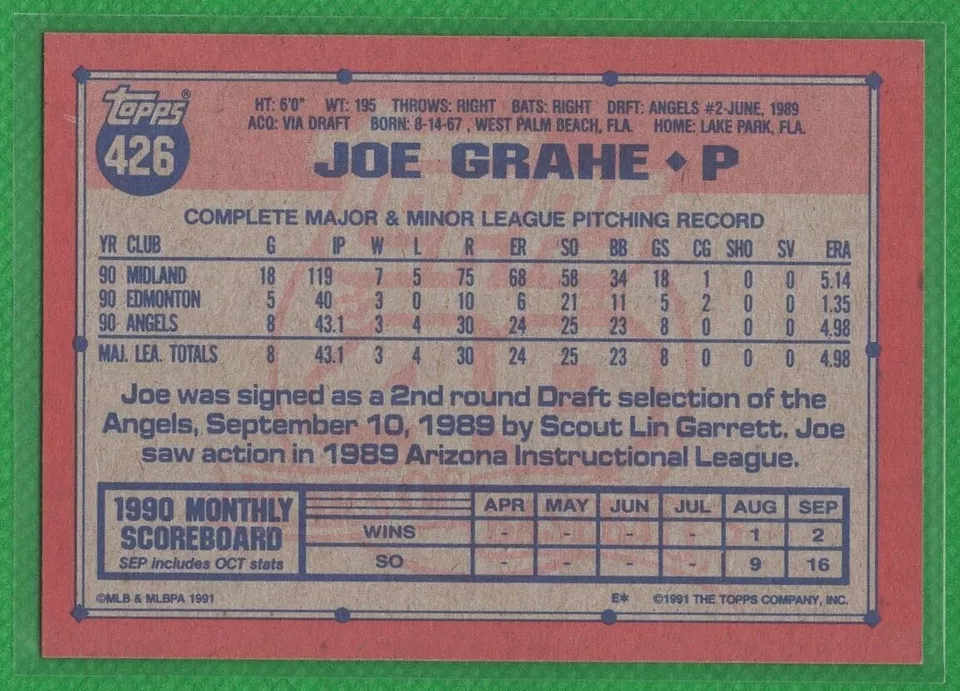 Topps®
426
HT: 6'0" WT: 195 THROWS: RIGHT BATS: RIGHT DRFT: ANGELS #2-JUNE, 1989
ACQ: VIA DRAFT BORN: 8-14-67 , WEST PALM BEACH, FLA. HOME: LAKE PARK, FLA.
JOE GRAHE ◆ P
COMPLETE MAJOR & MINOR LEAGUE PITCHING RECORD
YR CLUB G IP W L R ER SO BB GS CG SHO SV ERA
90 MIDLAND 18 119 7 5 75 68 58 34 18 1 0 0 5.14
90 EDMONTON 5 40 3 0 10 6 21 11 5 2 0 0 1.35
90 ANGELS 8 43.1 3 4 30 24 25 23 8 0 0 0 4.98
MAJ. LEA. TOTALS 8 43.1 3 4 30 24 25 23 8 0 0 0 4.98
Joe was signed as a 2nd round Draft selection of the
Angels, September 10, 1989 by Scout Lin Garrett. Joe
saw action in 1989 Arizona Instructional League.
1990 MONTHLY
SCOREBOARD
SEP includes OCT stats
APR MAY JUN JUL AUG SEP
WINS - - - - 1 2
SO - - - - 9 16
©MLB & MLBPA 1991 E* ©1991 THE TOPPS COMPANY, INC.